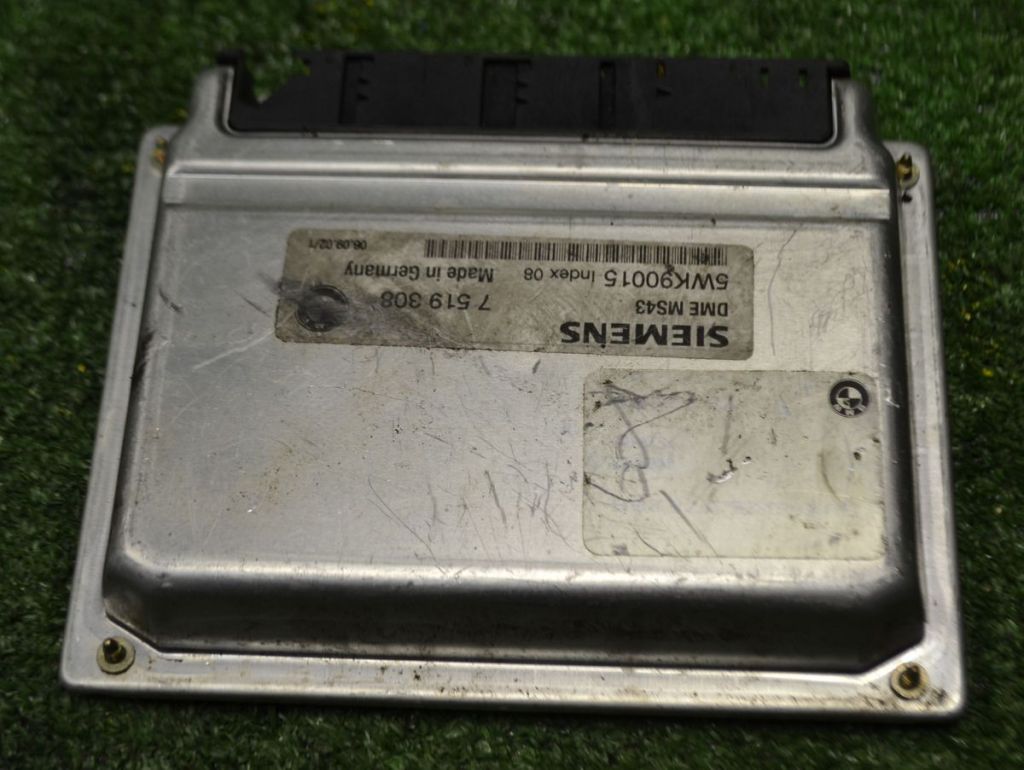 SIEMENS
DME MS43
7 519 308
5WK90015 Index 08
Made in Germany
06.09.02/1